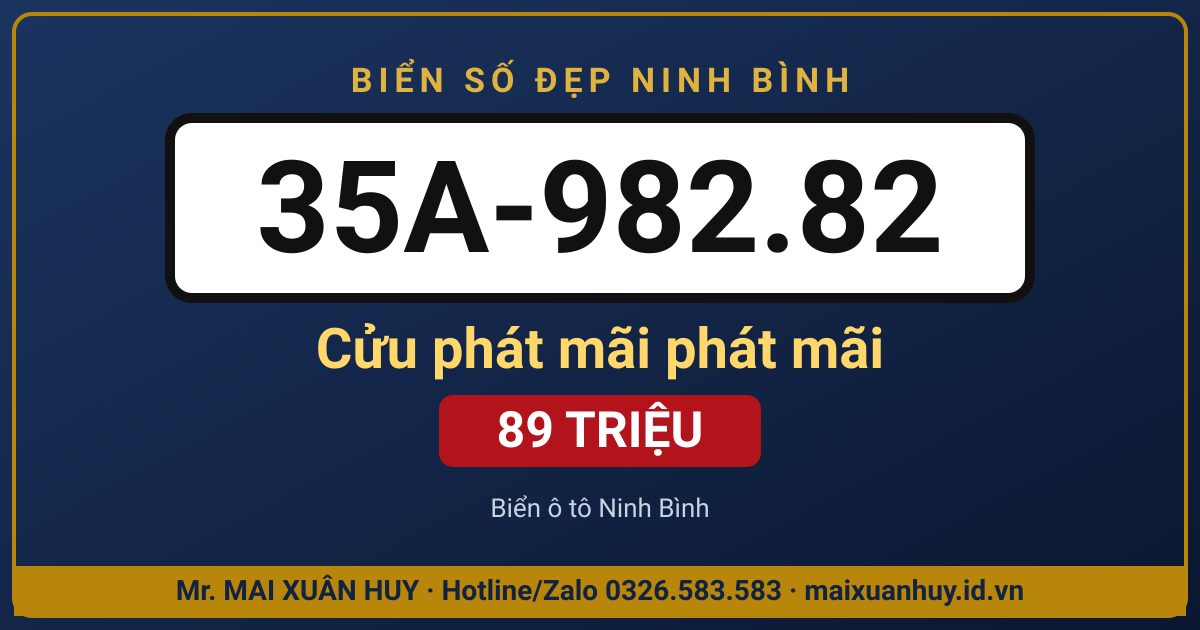 BIỂN SỐ ĐẸP NINH BÌNH
35A-982.82
Cửu phát mãi phát mãi
89 TRIỆU
Biển ô tô Ninh Bình
Mr. MAI XUÂN HUY · Hotline/Zalo 0326.583.583 · maixuanhuy.id.vn